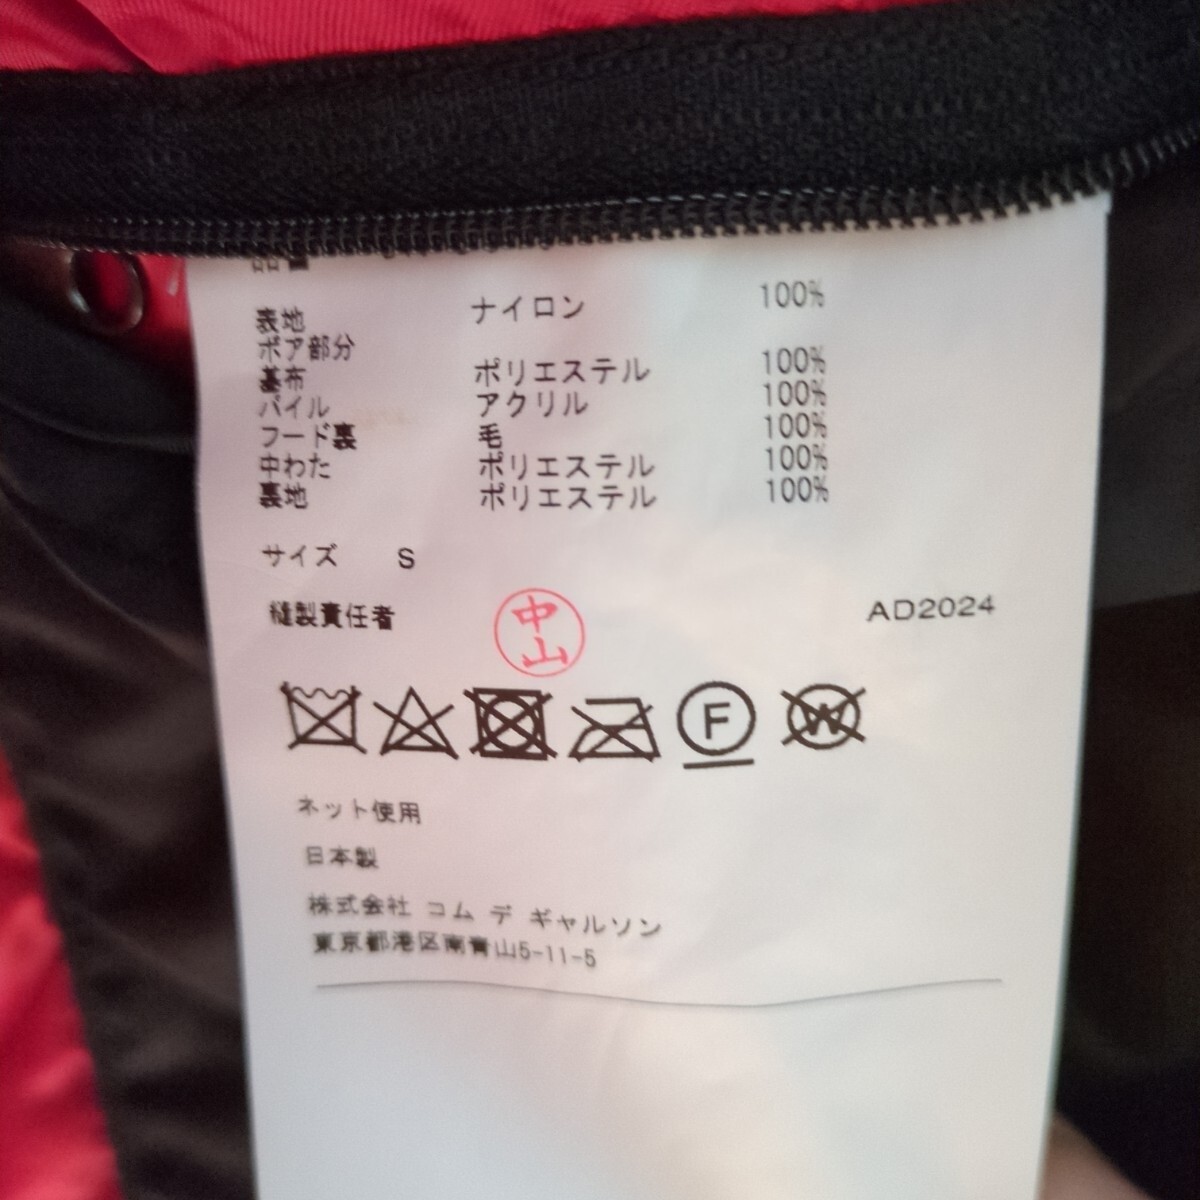 表地 ナイロン 100%
ボア部分
基布 ポリエステル 100%
パイル アクリル 100%
フード裏 毛 100%
中わた ポリエステル 100%
裏地 ポリエステル 100%
サイズ S
縫製責任者 中山 AD2024
F W
ネット使用
日本製
株式会社 コム デ ギャルソン
東京都港区南青山5-11-5